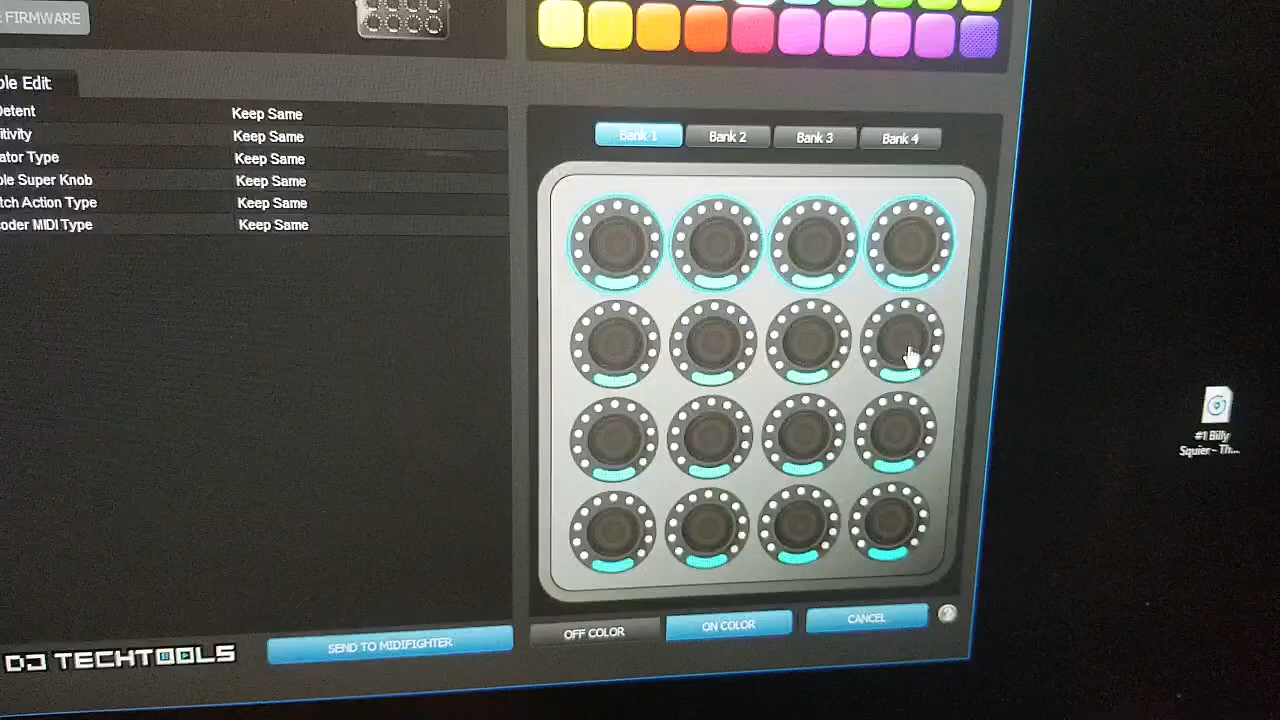 E FIRMWARE
ble Edit
Detent Keep Same
itivity Keep Same
ator Type Keep Same
ble Super Knob Keep Same
tch Action Type Keep Same
oder MIDI Type Keep Same
Bank 1 Bank 2 Bank 3 Bank 4
#1 Billy
Squier - Th...
OFF COLOR ON COLOR CANCEL ?
DJ TECHTOOLS SEND TO MIDIFIGHTER